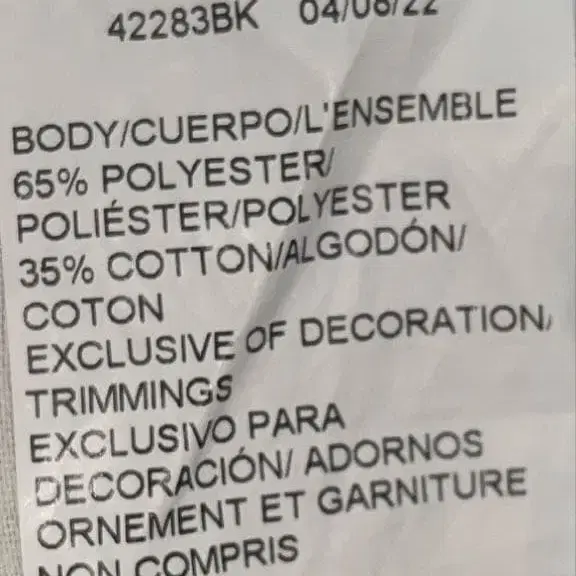 42283BK 04/06/22
BODY/CUERPO/L'ENSEMBLE
65% POLYESTER/
POLIÉSTER/POLYESTER
35% COTTON/ALGODÓN/
COTON
EXCLUSIVE OF DECORATION/
TRIMMINGS
EXCLUSIVO PARA
DECORACIÓN/ ADORNOS
ORNEMENT ET GARNITURE
NON COMPRIS